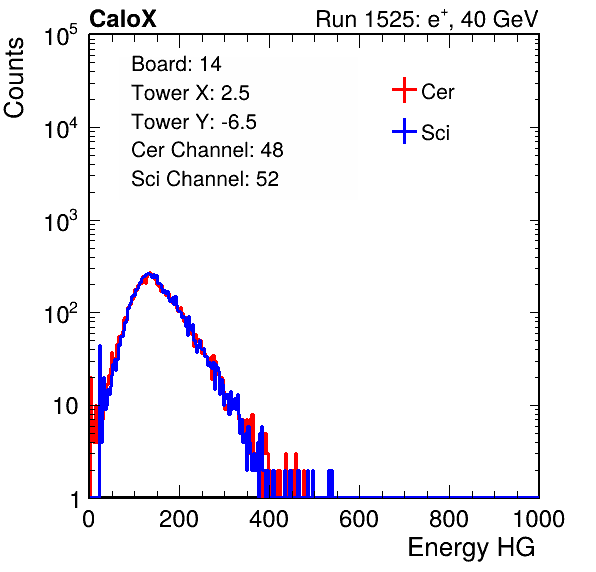 CaloX Run 1525: e⁺, 40 GeV
Counts
10⁵
10⁴
10³
10²
10
1
Board: 14
Tower X: 2.5
Tower Y: -6.5
Cer Channel: 48
Sci Channel: 52
Cer
Sci
0 200 400 600 800 1000
Energy HG